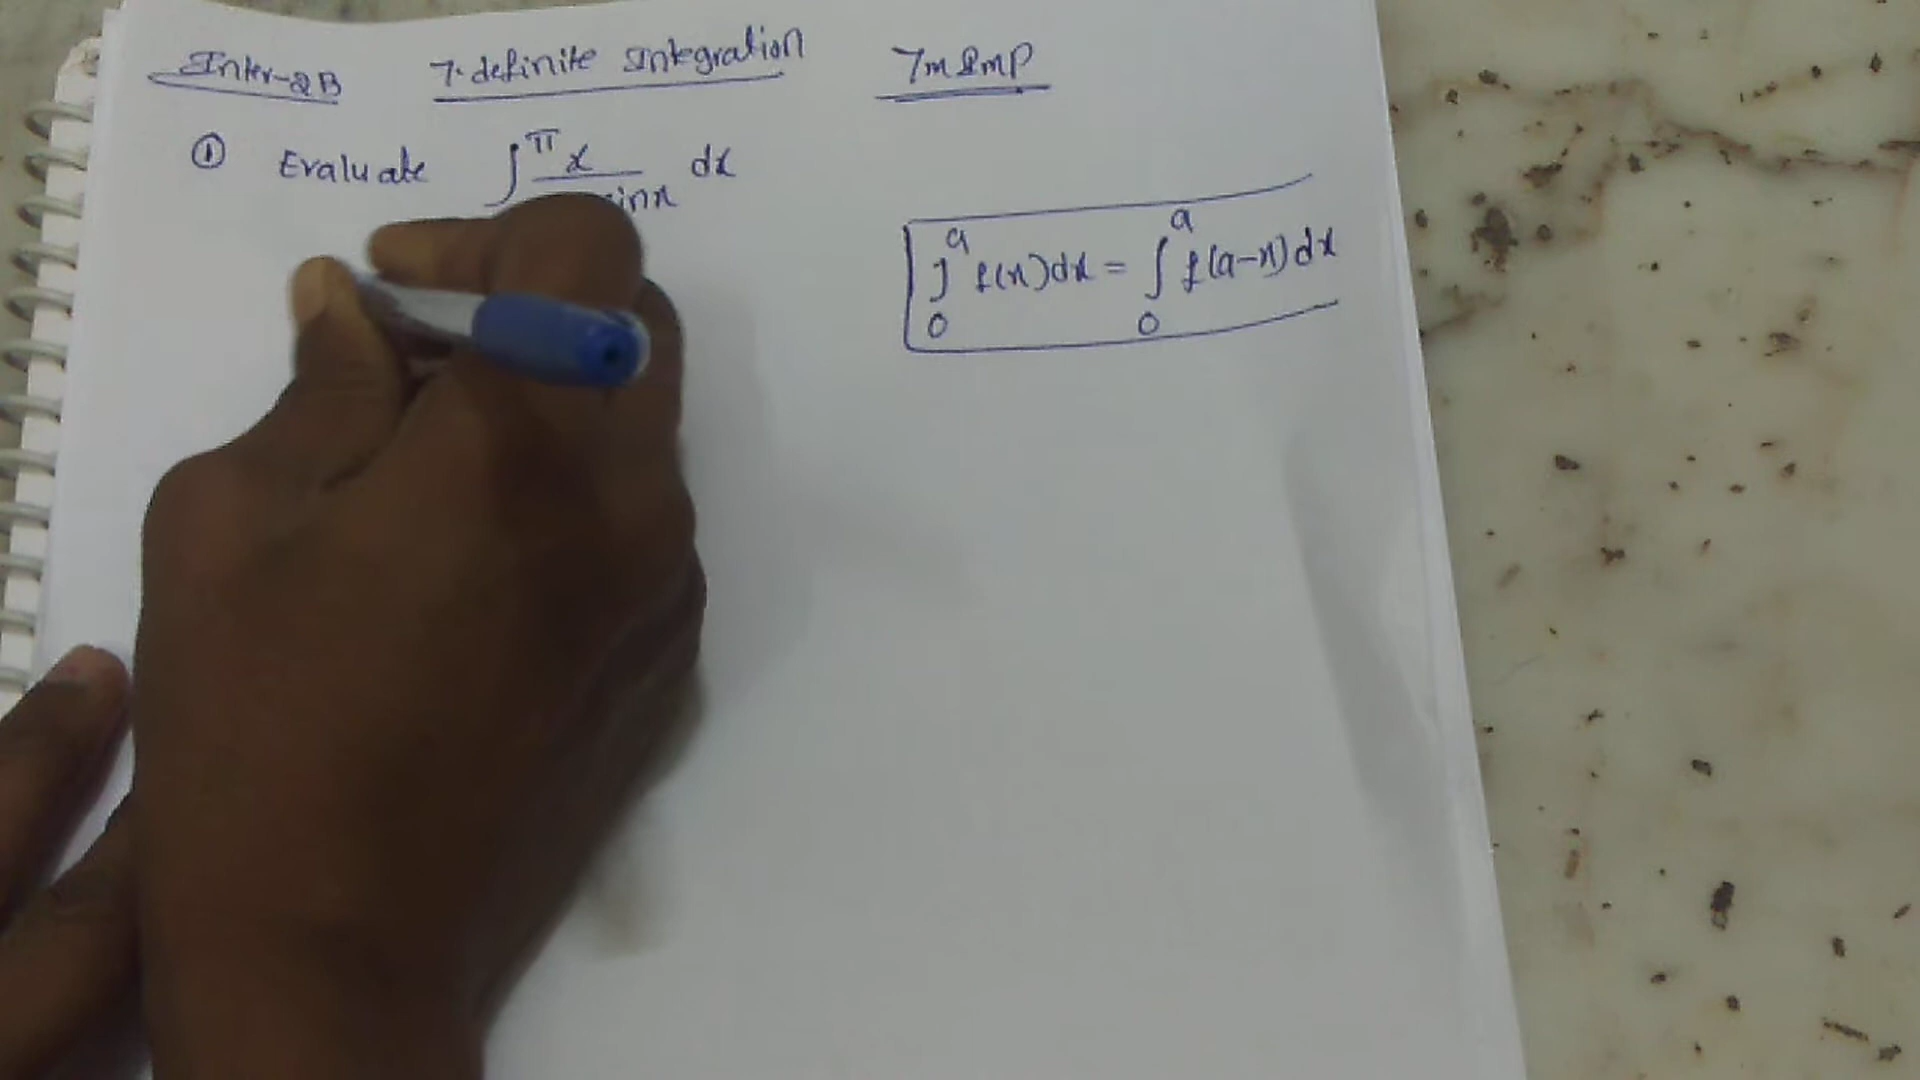 Inter-2B 7. definite Integration 7m Imp
① Evaluate ∫ π x dx
sinx
a a
∫ f(x)dx = ∫ f(a-x)dx
0 0